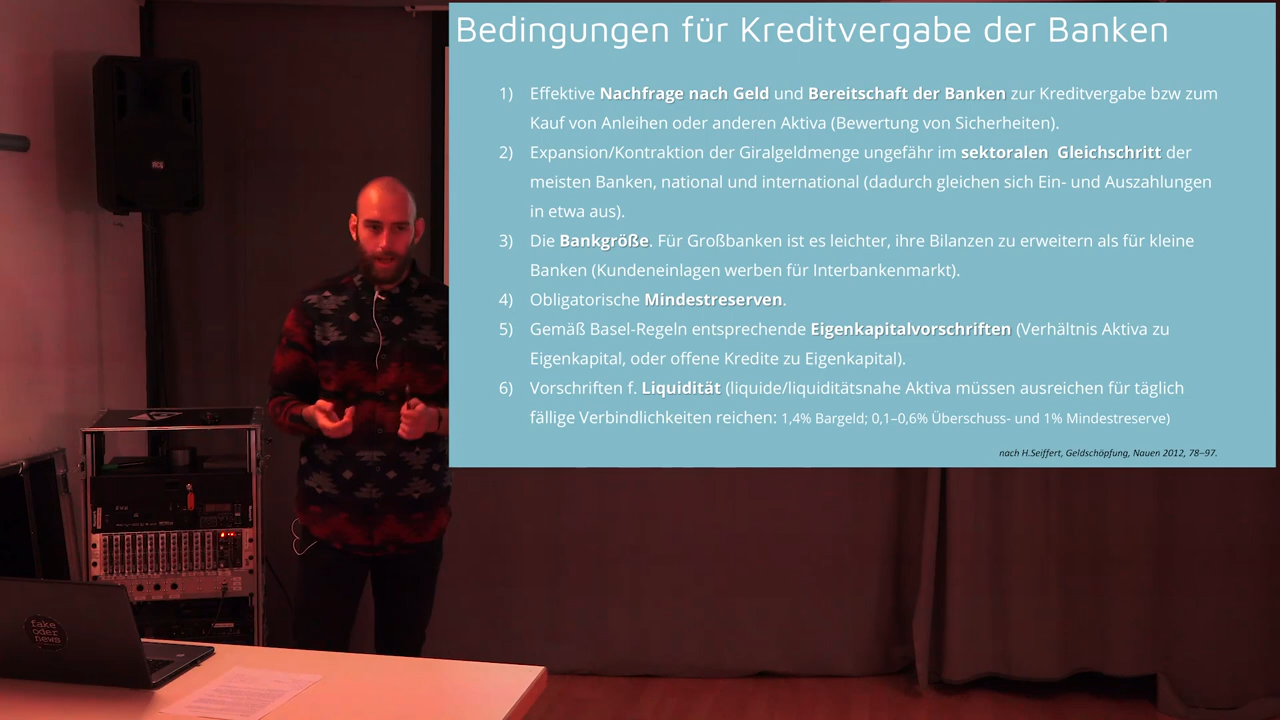 Bedingungen für Kreditvergabe der Banken
1) Effektive Nachfrage nach Geld und Bereitschaft der Banken zur Kreditvergabe bzw zum
Kauf von Anleihen oder anderen Aktiva (Bewertung von Sicherheiten).
2) Expansion/Kontraktion der Giralgeldmenge ungefähr im sektoralen Gleichschritt der
meisten Banken, national und international (dadurch gleichen sich Ein- und Auszahlungen
in etwa aus).
3) Die Bankgröße. Für Großbanken ist es leichter, ihre Bilanzen zu erweitern als für kleine
Banken (Kundeneinlagen werben für Interbankenmarkt).
4) Obligatorische Mindestreserven.
5) Gemäß Basel-Regeln entsprechende Eigenkapitalvorschriften (Verhältnis Aktiva zu
Eigenkapital, oder offene Kredite zu Eigenkapital).
6) Vorschriften f. Liquidität (liquide/liquiditätsnahe Aktiva müssen ausreichen für täglich
fällige Verbindlichkeiten reichen: 1,4% Bargeld; 0,1–0,6% Überschuss- und 1% Mindestreserve)
nach H.Seiffert, Geldschöpfung, Nauen 2012, 78–97.
RCF
fake
oder
news